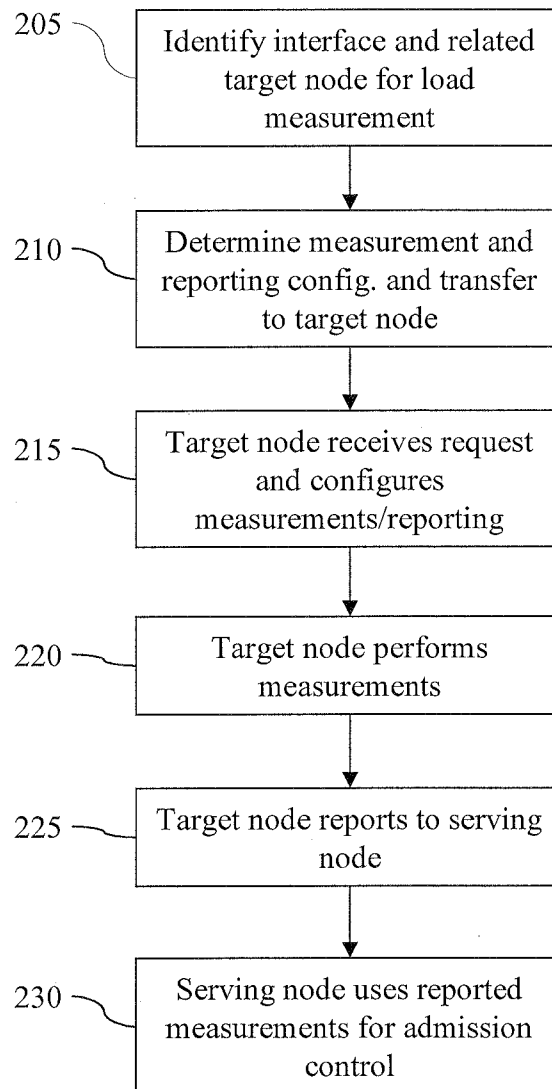 205
Identify interface and related
target node for load
measurement
210
Determine measurement and
reporting config. and transfer
to target node
215
Target node receives request
and configures
measurements/reporting
220
Target node performs
measurements
225
Target node reports to serving
node
230
Serving node uses reported
measurements for admission
control